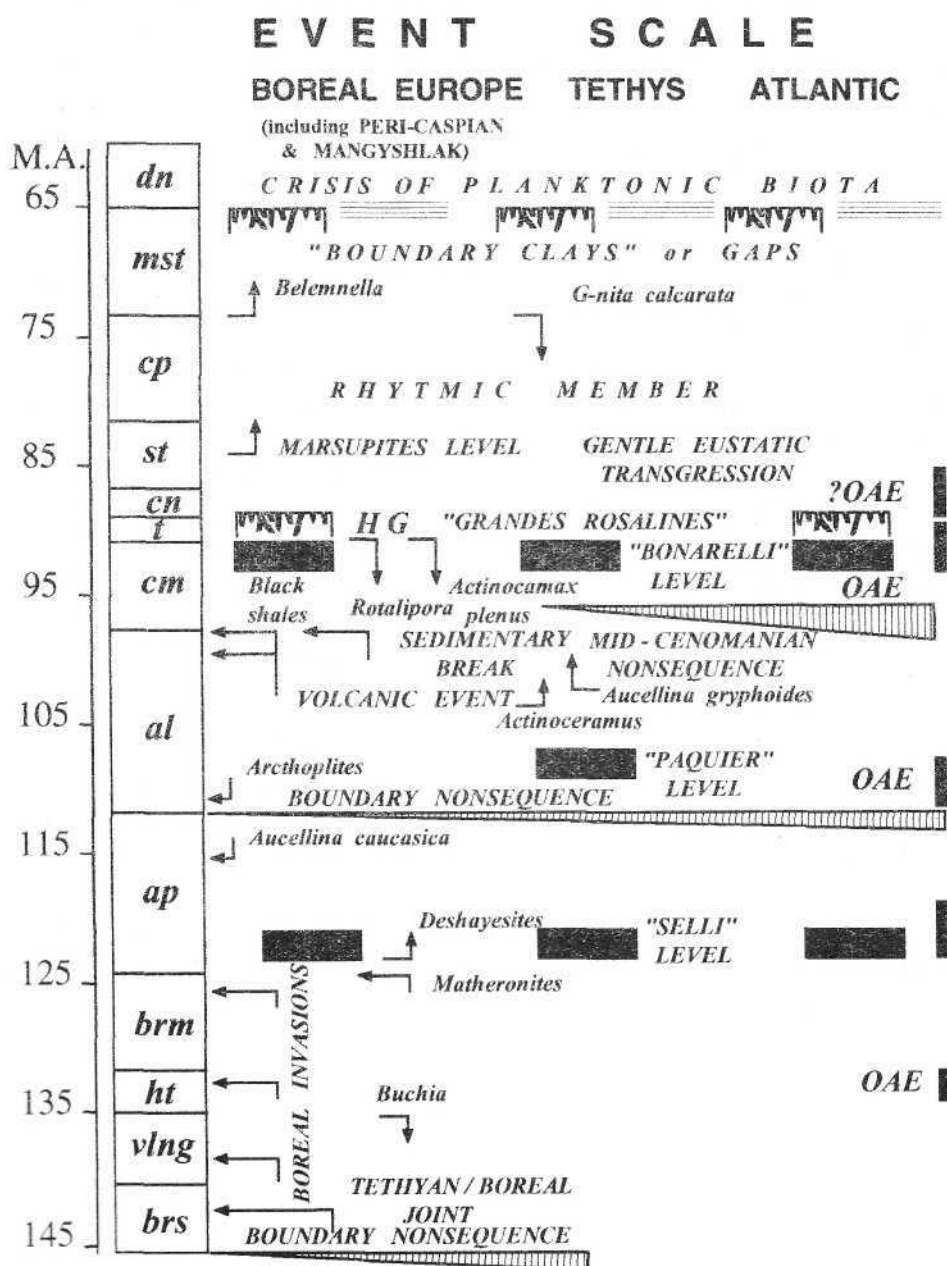 EVENT SCALE
BOREAL EUROPE TETHYS ATLANTIC
(including PERI-CASPIAN
& MANGYSHLAK)
M.A.
dn
CRISIS OF PLANKTONIC BIOTA
65
mst
"BOUNDARY CLAYS" or GAPS
Belemnella G-nita calcarata
75
cp
RHYTMIC MEMBER
st
MARSUPITES LEVEL GENTLE EUSTATIC
TRANSGRESSION
85
cn
?OAE
t
HG "GRANDES ROSALINES"
"BONARELLI"
LEVEL
cm
95
Black
shales
Rotalipora
Actinocamax
plenus
OAE
SEDIMENTARY
BREAK
MID-CENOMANIAN
NONSEQUENCE
VOLCANIC EVENT
Aucellina gryphoides
Actinoceramus
105
al
Arcthoplites
"PAQUIER"
LEVEL
OAE
BOUNDARY NONSEQUENCE
115
Aucellina caucasica
ap
Deshayesites
"SELLI"
LEVEL
125
Matheronites
brm
BOREAL INVASIONS
ht
OAE
135
Buchia
vlng
TETHYAN / BOREAL
JOINT
brs
BOUNDARY NONSEQUENCE
145